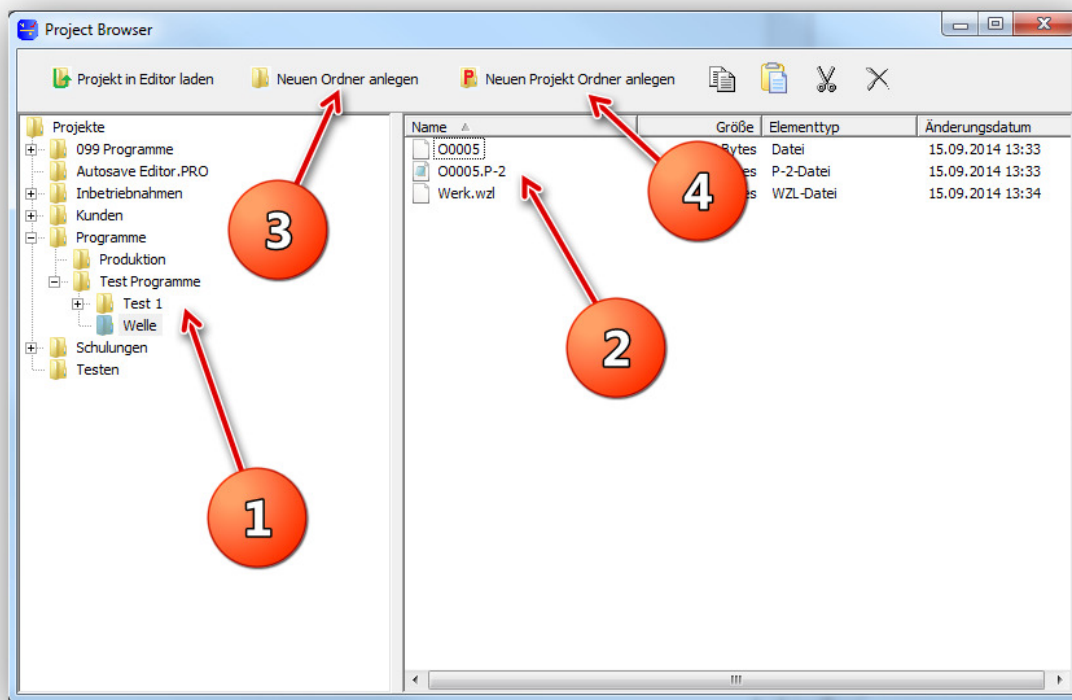 Project Browser
Projekt in Editor laden
Neuen Ordner anlegen
Neuen Projekt Ordner anlegen
Projekte
099 Programme
Autosave Editor.PRO
Inbetriebnahmen
Kunden
Programme
Produktion
Test Programme
Test 1
Welle
Schulungen
Testen
Name Größe Elementtyp Änderungsdatum
O0005 Bytes Datei 15.09.2014 13:33
O0005.P-2 P-2-Datei 15.09.2014 13:33
Werk.wzl WZL-Datei 15.09.2014 13:34
3
4
2
1